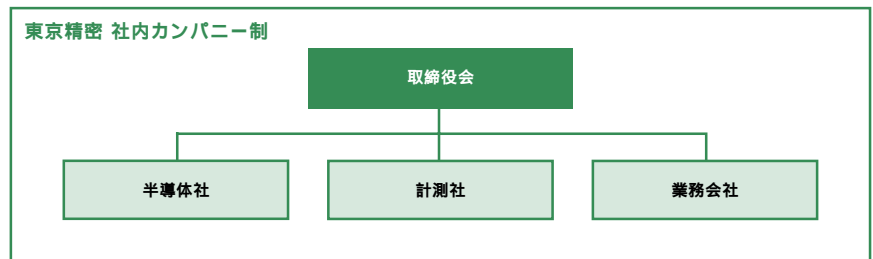 東京精密 社内カンパニー制
取締役会
半導体社
計測社
業務会社